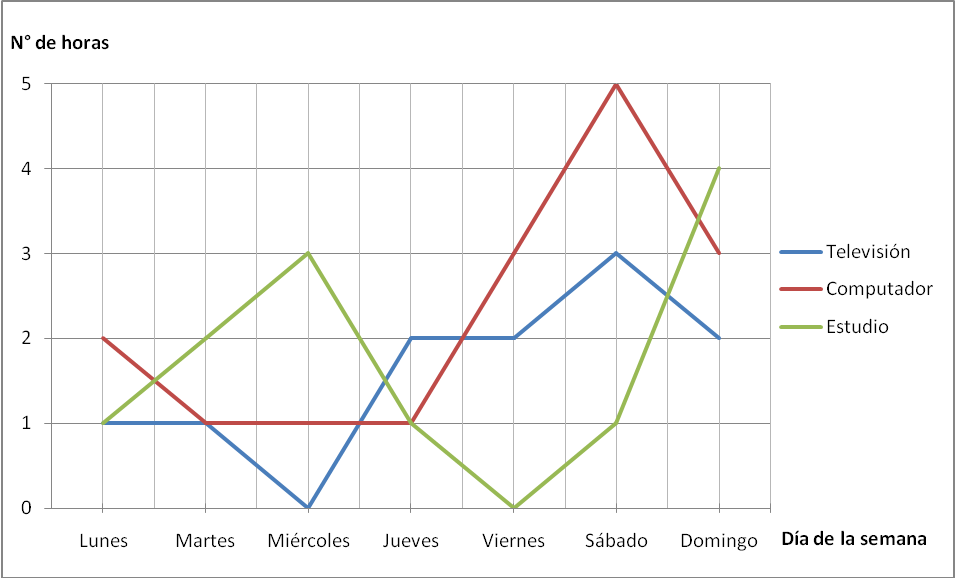 N° de horas
5
4
3
2
1
0
Lunes Martes Miércoles Jueves Viernes Sábado Domingo
Día de la semana
Televisión
Computador
Estudio